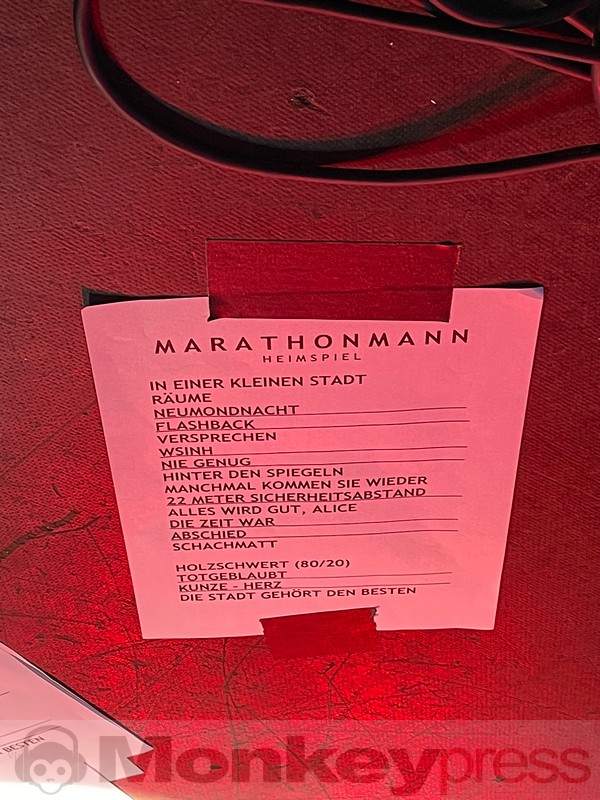 MARATHONMANN
HEIMSPIEL
IN EINER KLEINEN STADT
RÄUME
NEUMONDNACHT
FLASHBACK
VERSPRECHEN
WSINH
NIE GENUG
HINTER DEN SPIEGELN
MANCHMAL KOMMEN SIE WIEDER
22 METER SICHERHEITSABSTAND
ALLES WIRD GUT, ALICE
DIE ZEIT WAR
ABSCHIED
SCHACHMATT
HOLZSCHWERT (80/20)
TOTGEBLAUBT
KUNZE - HERZ
DIE STADT GEHÖRT DEN BESTEN
BESTEN
Monkeypress